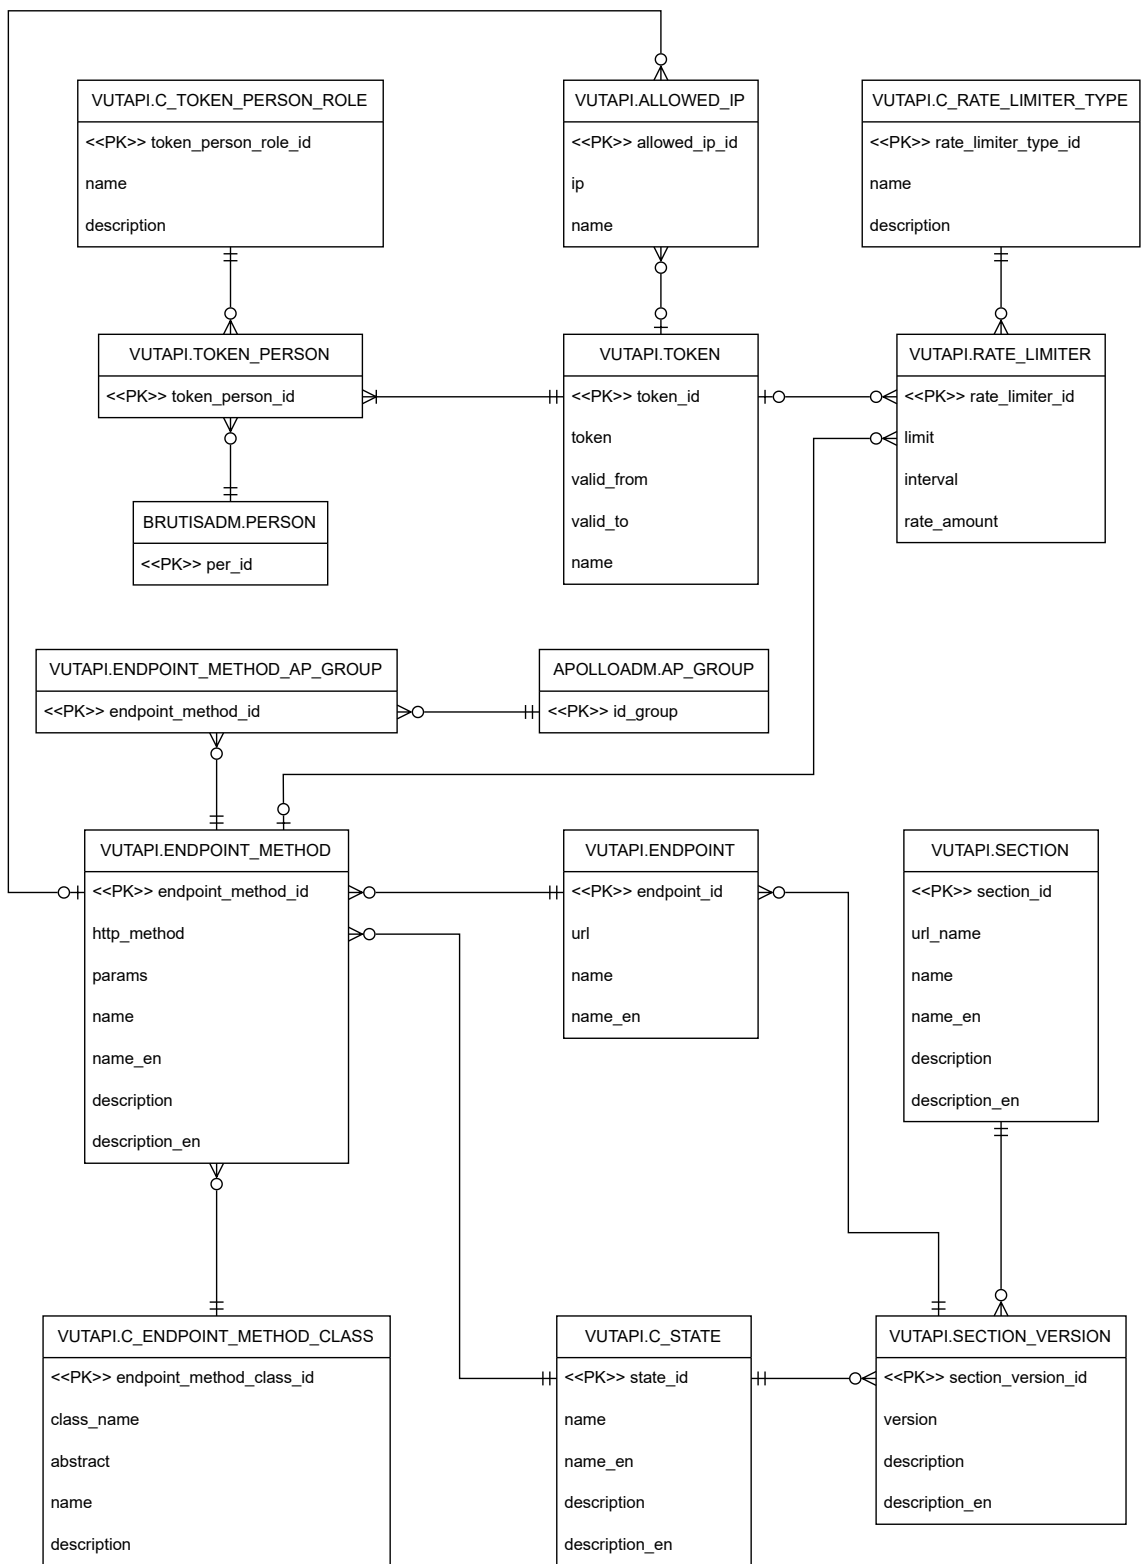 VUTAPI.C_TOKEN_PERSON_ROLE
<<PK>> token_person_role_id
name
description
VUTAPI.ALLOWED_IP
<<PK>> allowed_ip_id
ip
name
VUTAPI.C_RATE_LIMITER_TYPE
<<PK>> rate_limiter_type_id
name
description
VUTAPI.TOKEN_PERSON
<<PK>> token_person_id
VUTAPI.TOKEN
<<PK>> token_id
token
valid_from
valid_to
name
VUTAPI.RATE_LIMITER
<<PK>> rate_limiter_id
limit
interval
rate_amount
BRUTISADM.PERSON
<<PK>> per_id
VUTAPI.ENDPOINT_METHOD_AP_GROUP
<<PK>> endpoint_method_id
APOLLOADM.AP_GROUP
<<PK>> id_group
VUTAPI.ENDPOINT_METHOD
<<PK>> endpoint_method_id
http_method
params
name
name_en
description
description_en
VUTAPI.ENDPOINT
<<PK>> endpoint_id
url
name
name_en
VUTAPI.SECTION
<<PK>> section_id
url_name
name
name_en
description
description_en
VUTAPI.C_ENDPOINT_METHOD_CLASS
<<PK>> endpoint_method_class_id
class_name
abstract
name
description
VUTAPI.C_STATE
<<PK>> state_id
name
name_en
description
description_en
VUTAPI.SECTION_VERSION
<<PK>> section_version_id
version
description
description_en